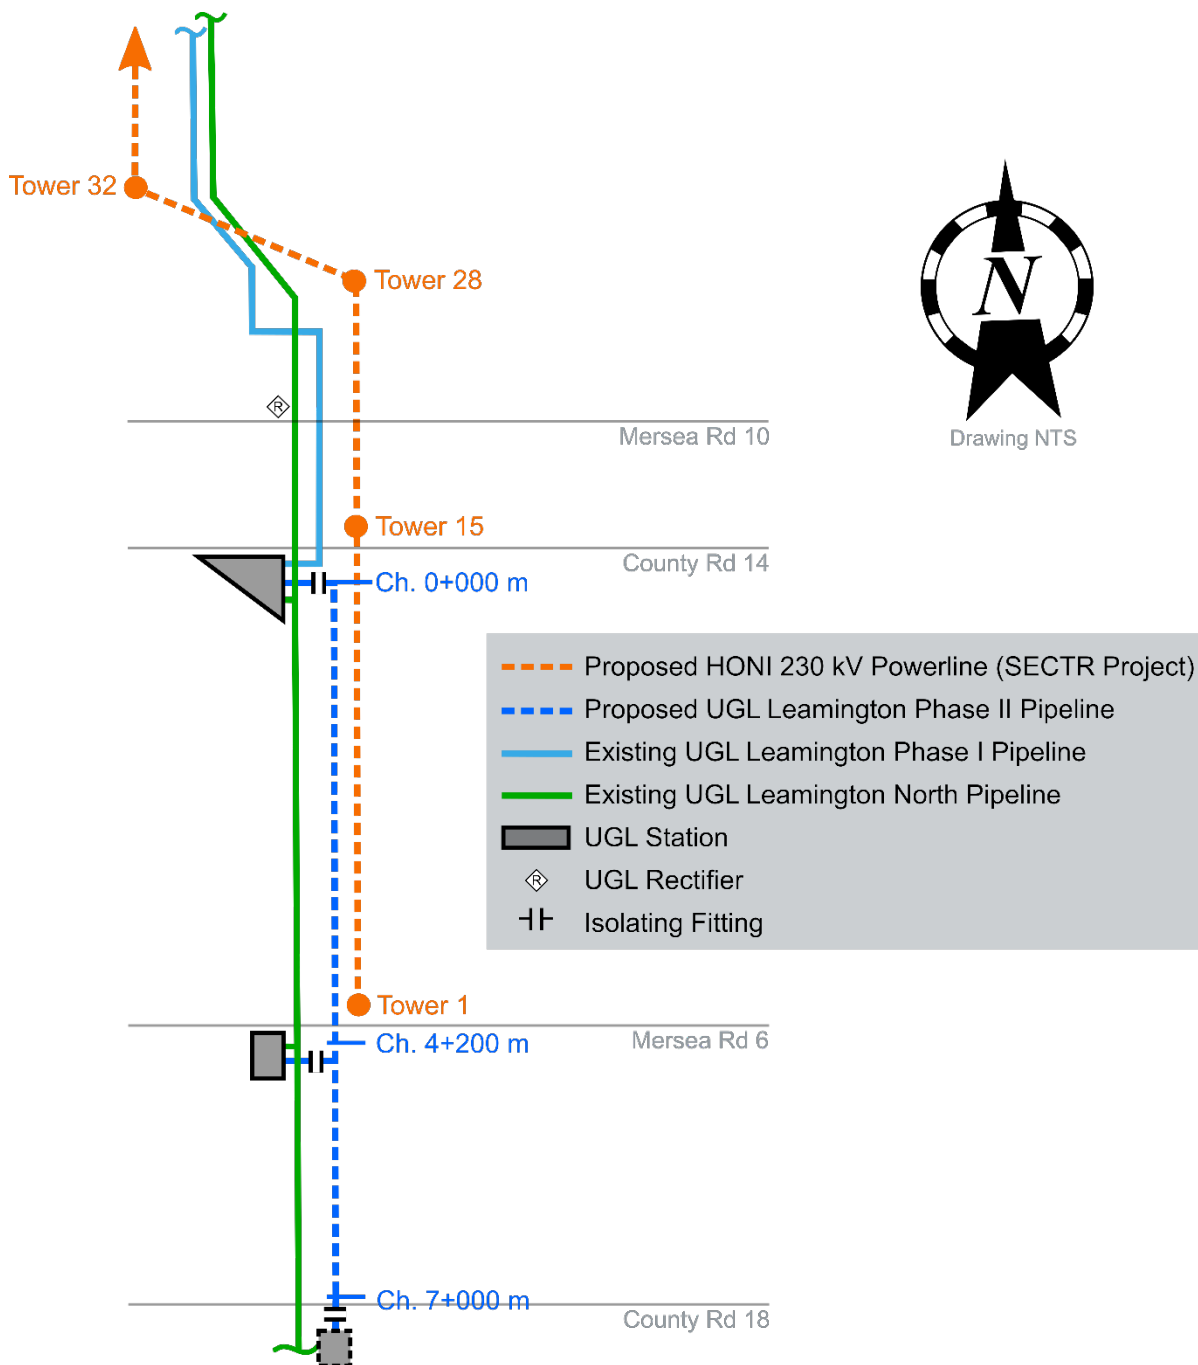 Tower 32
Tower 28
N
R
Mersea Rd 10
Drawing NTS
Tower 15
County Rd 14
Ch. 0+000 m
Proposed HONI 230 kV Powerline (SECTR Project)
Proposed UGL Leamington Phase II Pipeline
Existing UGL Leamington Phase I Pipeline
Existing UGL Leamington North Pipeline
UGL Station
R UGL Rectifier
Isolating Fitting
Tower 1
Mersea Rd 6
Ch. 4+200 m
Ch. 7+000 m
County Rd 18